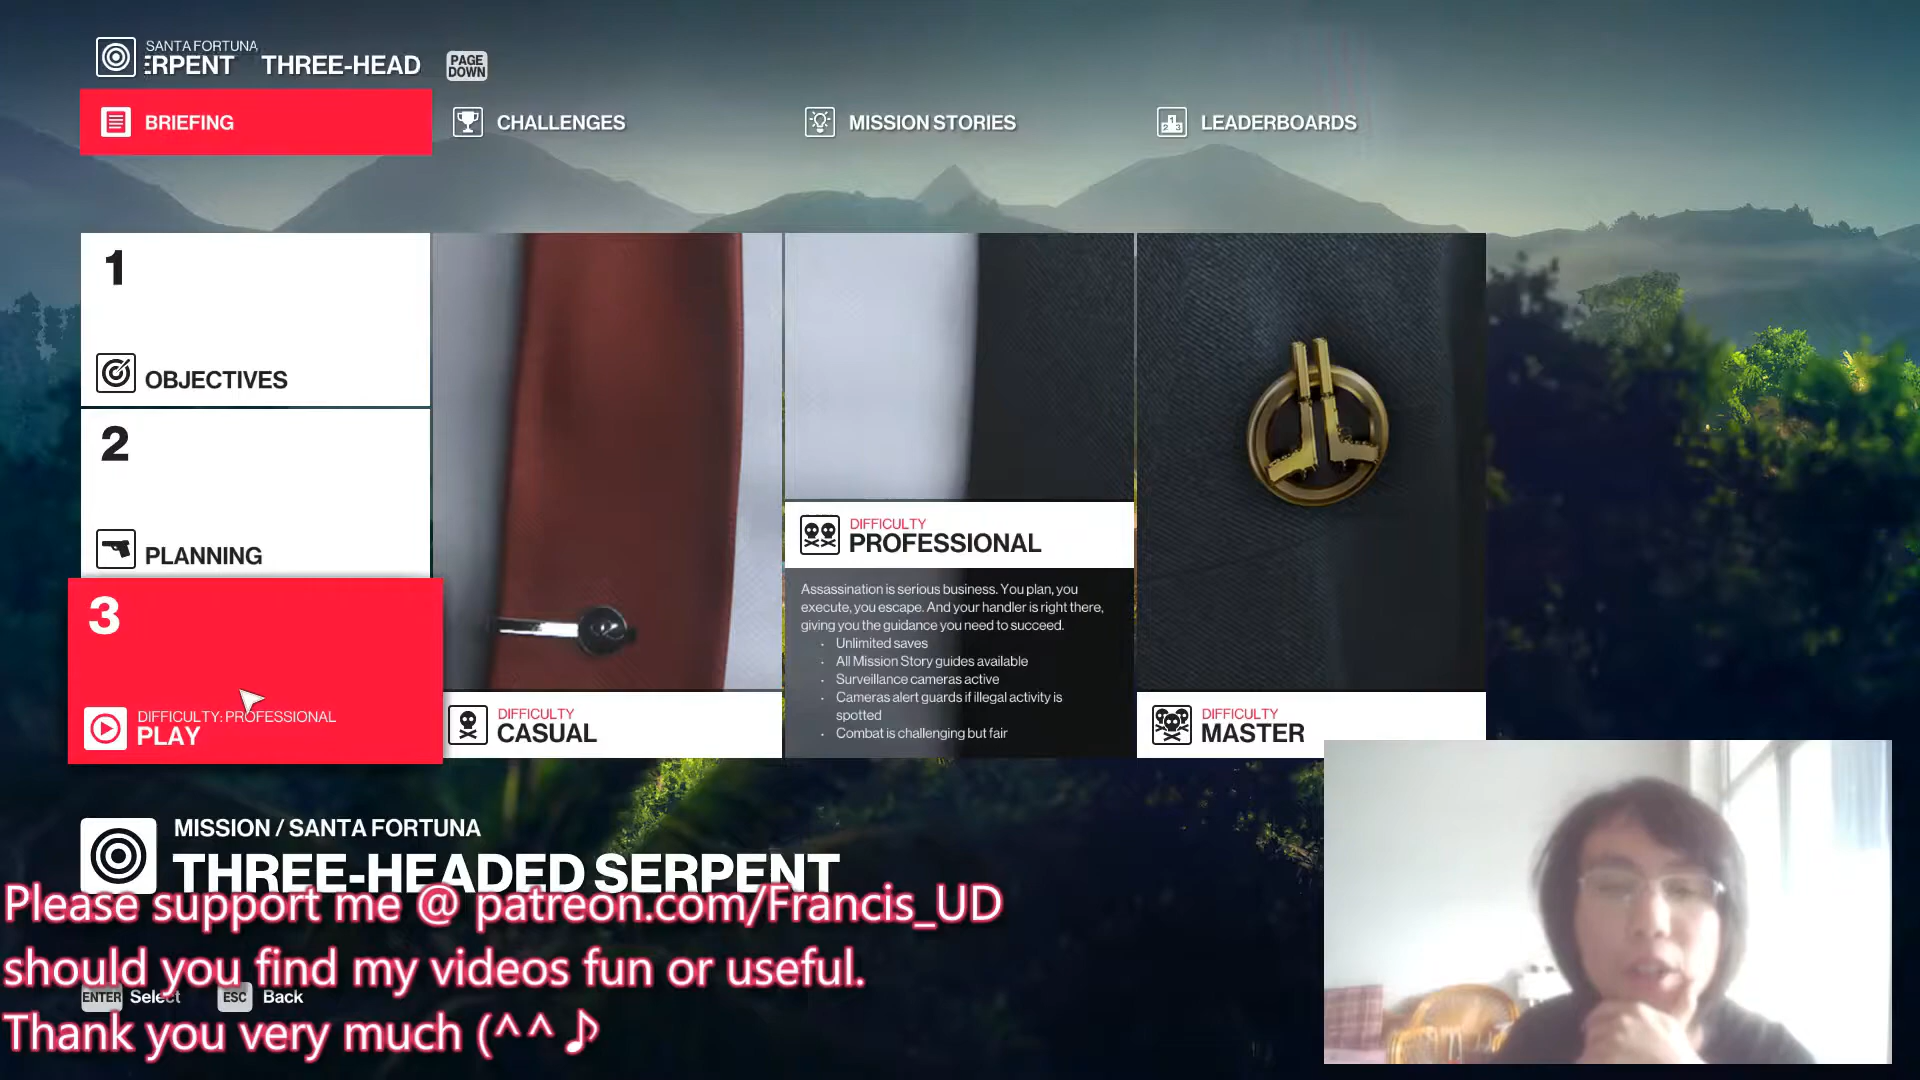 SANTA FORTUNA
ERPENT THREE-HEAD
PAGE DOWN
BRIEFING
CHALLENGES
MISSION STORIES
LEADERBOARDS
1
OBJECTIVES
2
PLANNING
3
DIFFICULTY: PROFESSIONAL
PLAY
DIFFICULTY
CASUAL
DIFFICULTY
PROFESSIONAL
Assassination is serious business. You plan, you
execute, you escape. And your handler is right there,
giving you the guidance you need to succeed.
• Unlimited saves
• All Mission Story guides available
• Surveillance cameras active
• Cameras alert guards if illegal activity is
spotted
• Combat is challenging but fair
DIFFICULTY
MASTER
MISSION / SANTA FORTUNA
THREE-HEADED SERPENT
Please support me @ patreon.com/Francis_UD
should you find my videos fun or useful.
ENTER Select ESC Back
Thank you very much (^^♪